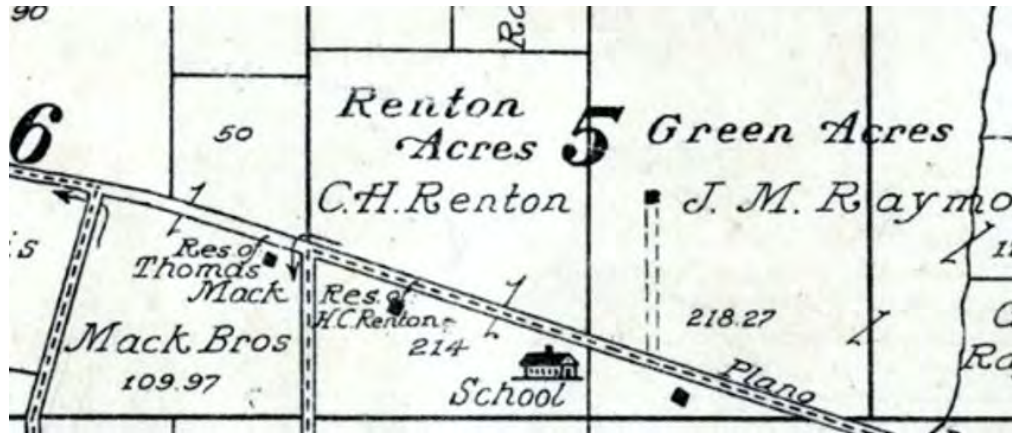 90
6
50
Renton
Acres
C.H.Renton
5
Green Acres
J. M. Raymo
Res. of
Thomas
Mack
Mack Bros
109.97
Res. of
H.C.Renton
214
School
218.27
Plano